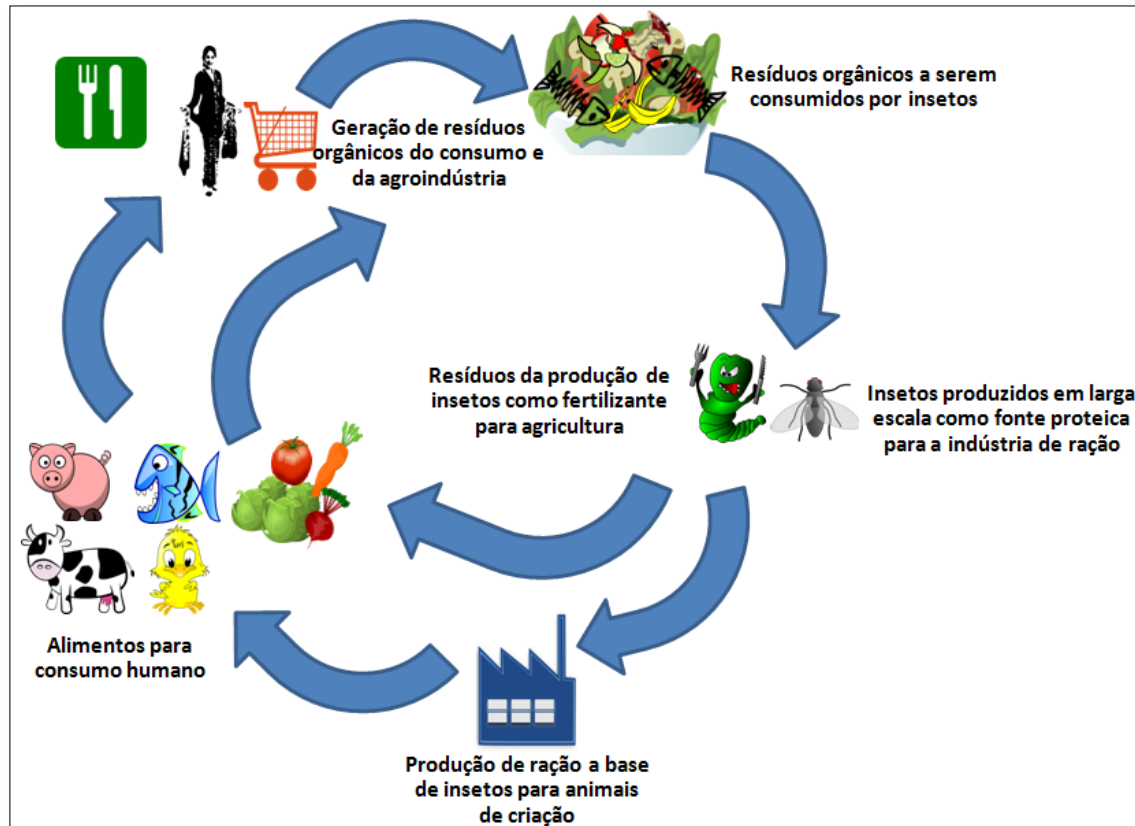 Resíduos orgânicos a serem
consumidos por insetos
Geração de resíduos
orgânicos do consumo e
da agroindústria
Resíduos da produção de
insetos como fertilizante
para agricultura
Insetos produzidos em larga
escala como fonte proteica
para a indústria de ração
Alimentos para
consumo humano
Produção de ração a base
de insetos para animais
de criação